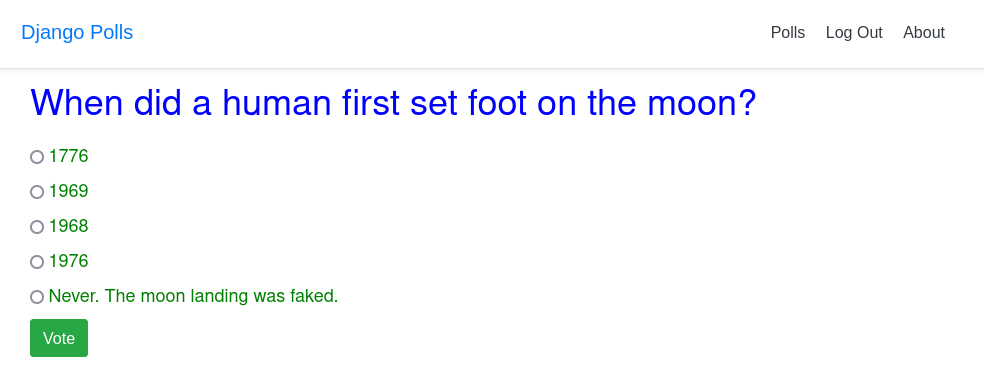 Django Polls
Polls Log Out About
When did a human first set foot on the moon?
1776
1969
1968
1976
Never. The moon landing was faked.
Vote